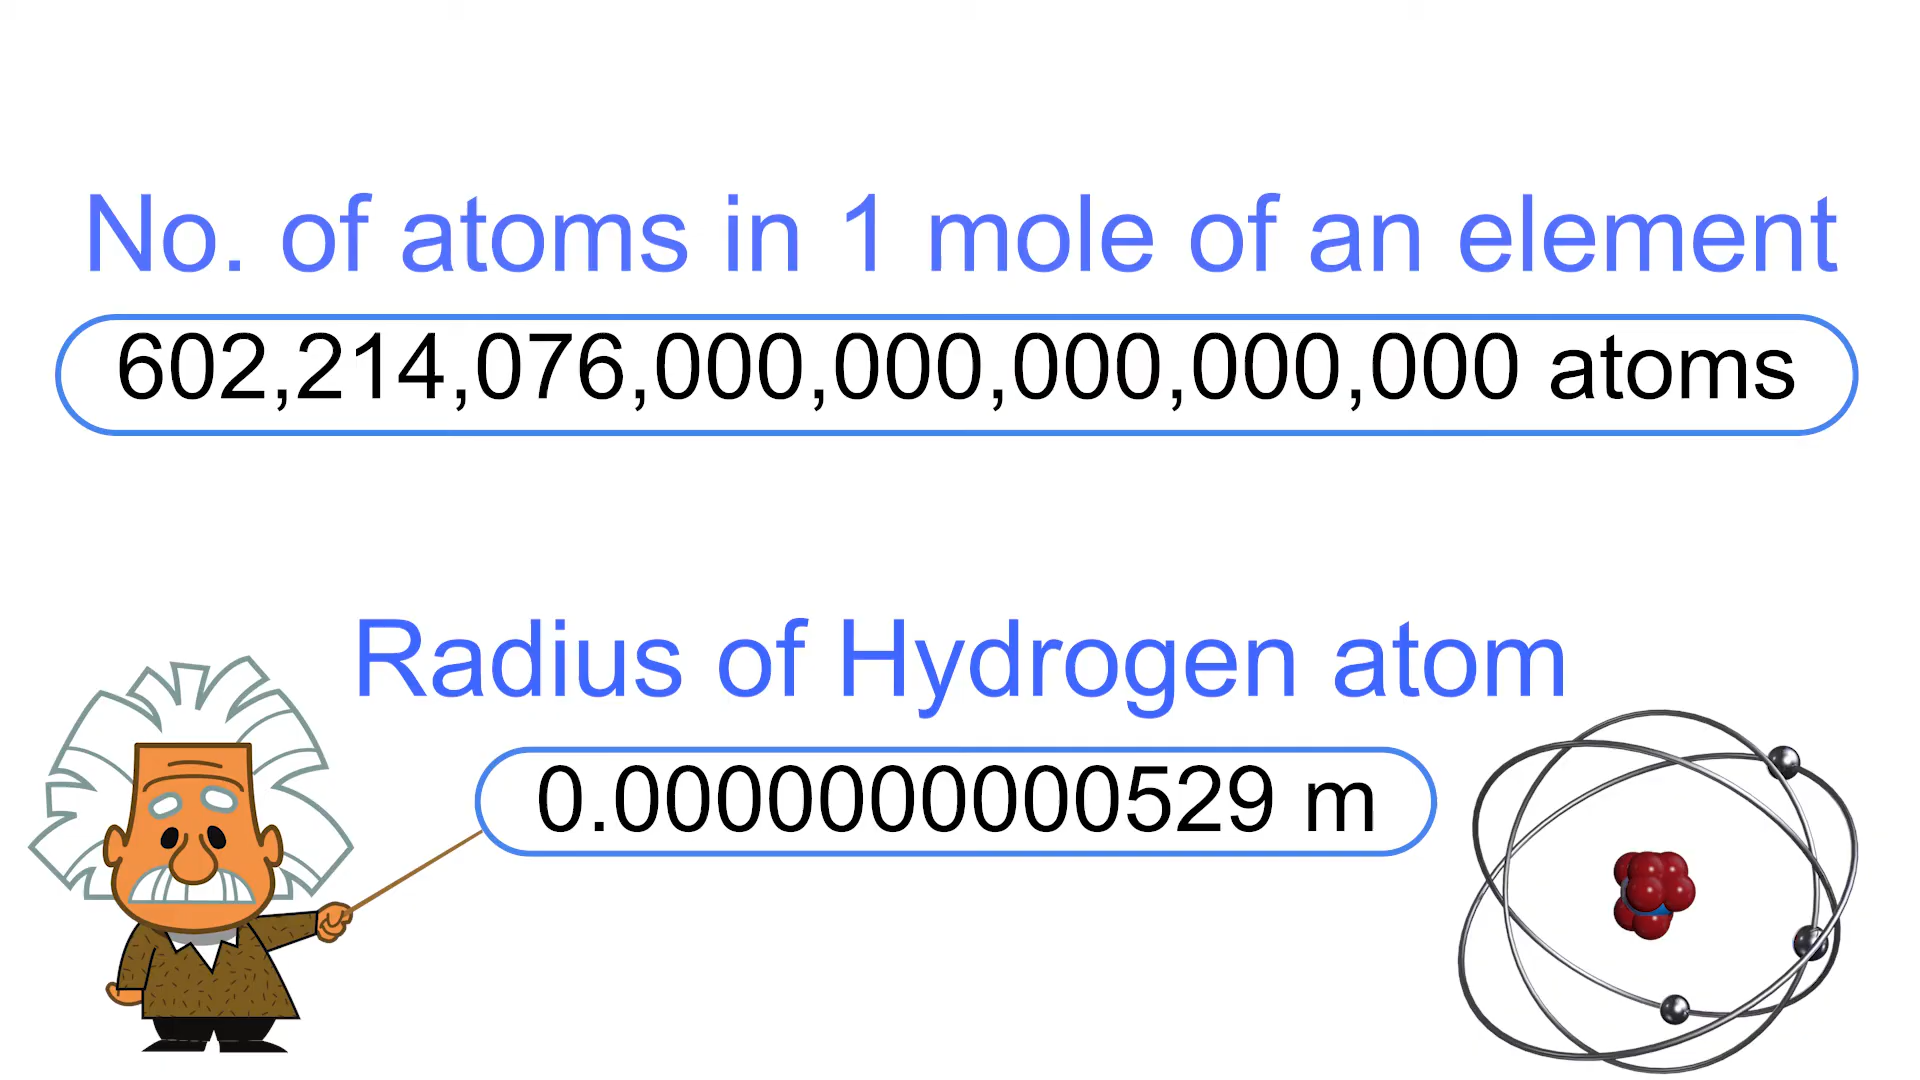 No. of atoms in 1 mole of an element
602,214,076,000,000,000,000,000 atoms
Radius of Hydrogen atom
0.0000000000529 m